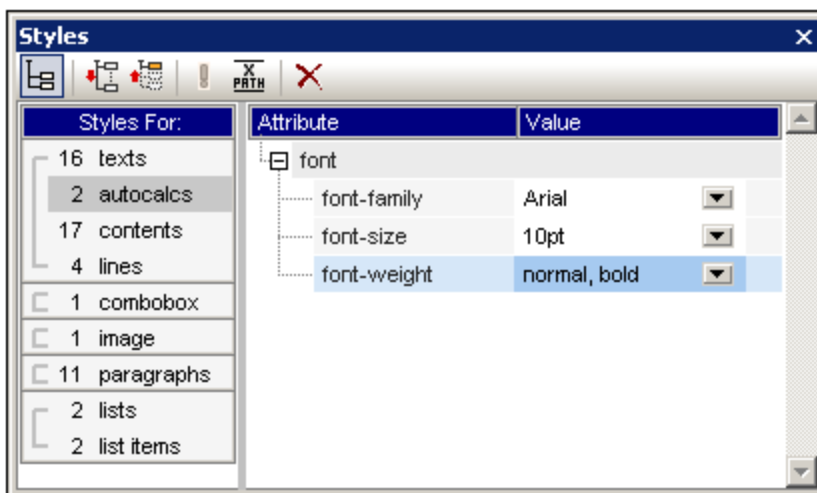 Styles
X
PATH
Styles For:
16 texts
2 autocalcs
17 contents
4 lines
1 combobox
1 image
11 paragraphs
2 lists
2 list items
Attribute Value
font
font-family Arial
font-size 10pt
font-weight normal, bold